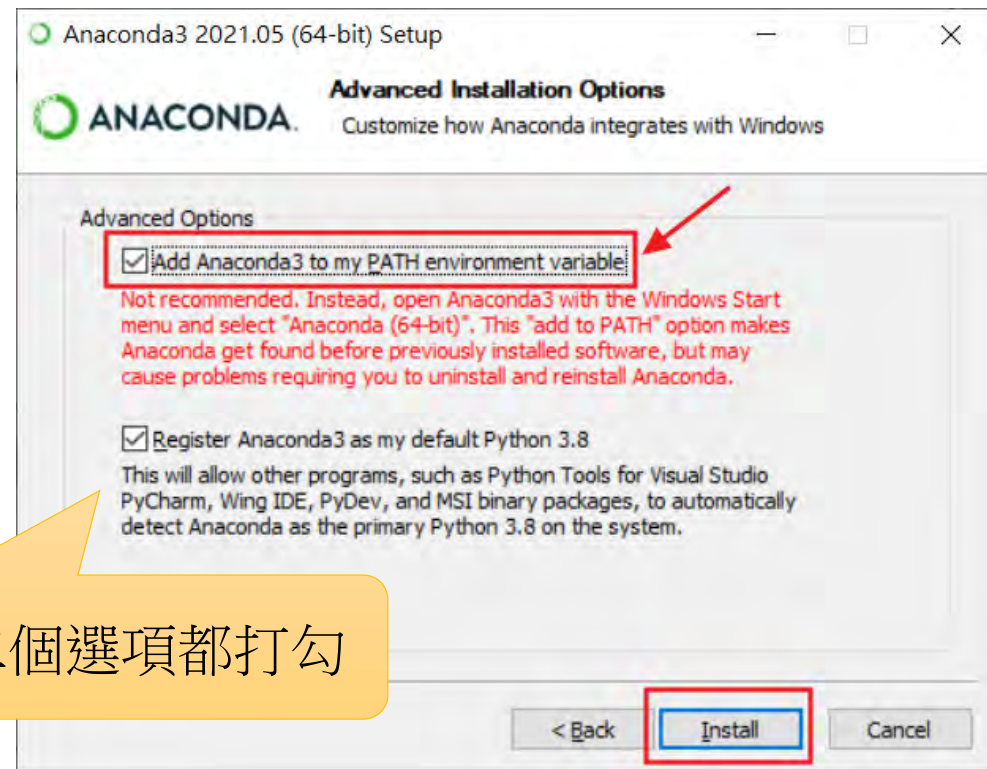 Anaconda3 2021.05 (64-bit) Setup
ANACONDA.
Advanced Installation Options
Customize how Anaconda integrates with Windows
Advanced Options
Add Anaconda3 to my PATH environment variable
Not recommended. Instead, open Anaconda3 with the Windows Start
menu and select "Anaconda (64-bit)". This "add to PATH" option makes
Anaconda get found before previously installed software, but may
cause problems requiring you to uninstall and reinstall Anaconda.
Register Anaconda3 as my default Python 3.8
This will allow other programs, such as Python Tools for Visual Studio
PyCharm, Wing IDE, PyDev, and MSI binary packages, to automatically
detect Anaconda as the primary Python 3.8 on the system.
個選項都打勾
< Back
Install
Cancel